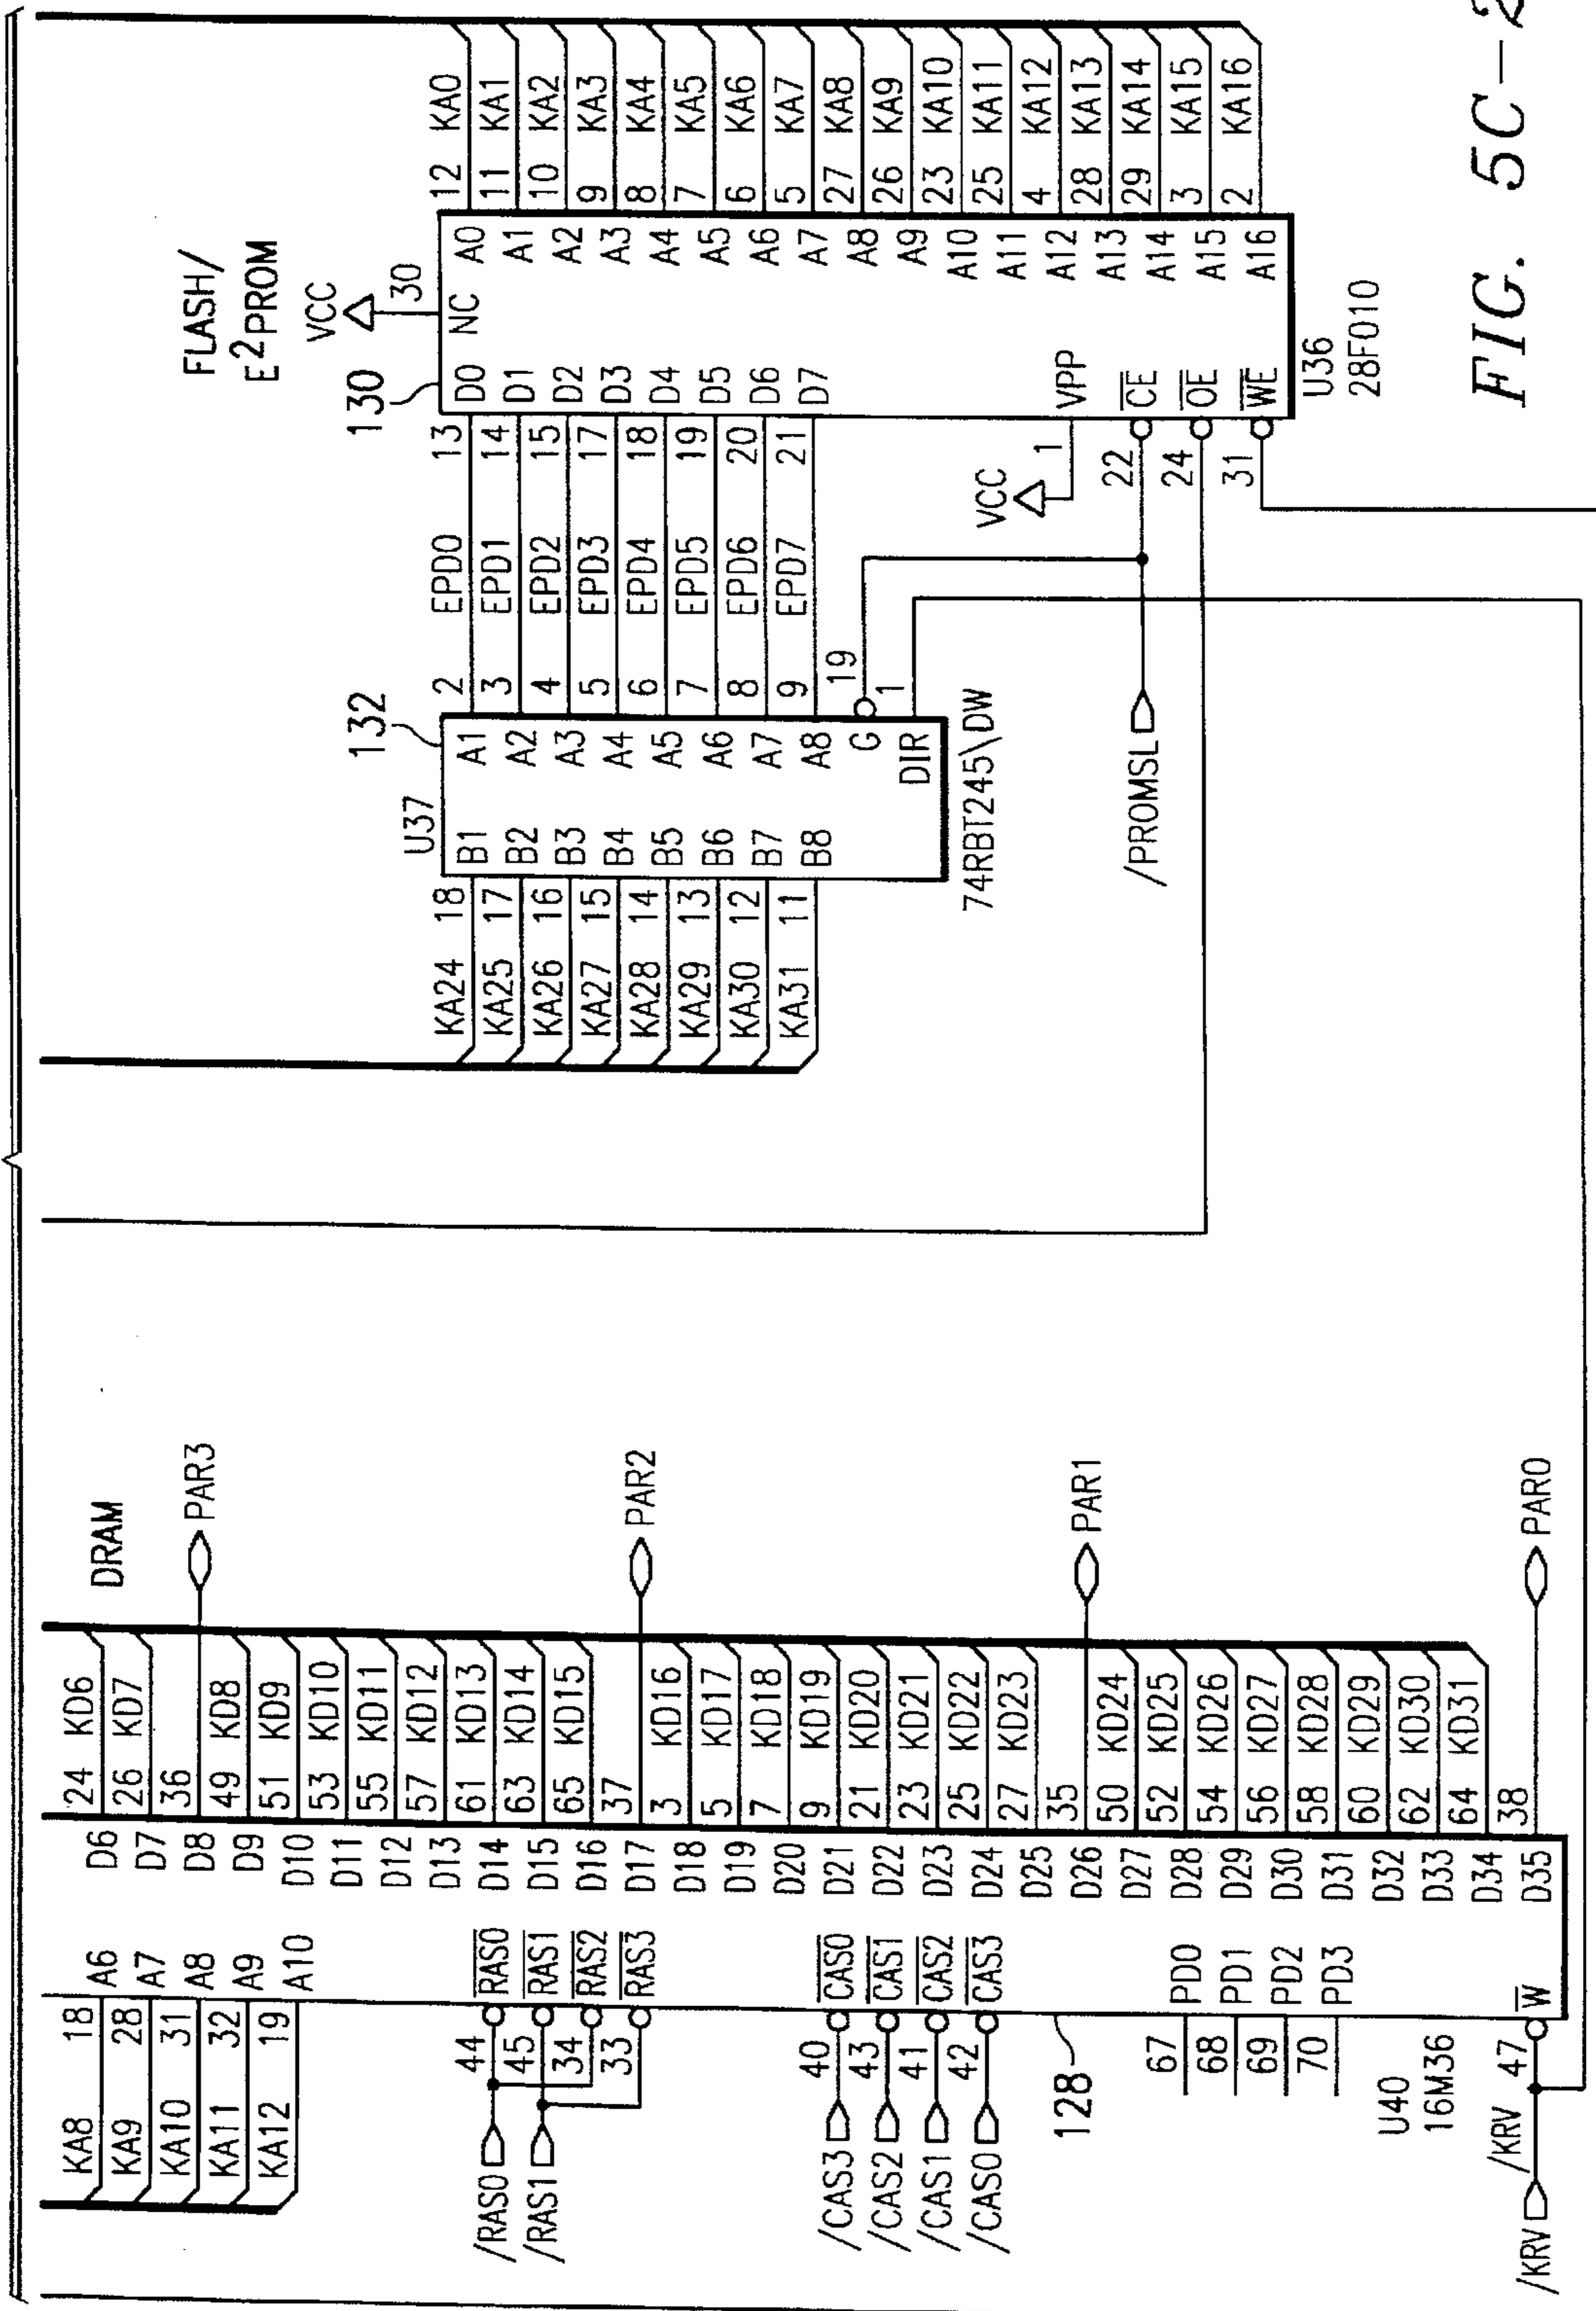 DRAM
KA8 18 A6
KA9 28 A7
KA10 31 A8
KA11 32 A9
KA12 19 A10
/RAS0 44 RAS0
/RAS1 45 RAS1
34 RAS2
33 RAS3
/CAS3 40 CAS0
/CAS2 43 CAS1
/CAS1 41 CAS2
/CAS0 42 CAS3
128
67 PD0
68 PD1
69 PD2
70 PD3
U40
16M36
/KRV /KRV 47 W
D6 24 KD6
D7 26 KD7
D8 36 PAR3
D9 49 KD8
D10 51 KD9
D11 53 KD10
D12 55 KD11
D13 57 KD12
D14 61 KD13
D15 63 KD14
D16 65 KD15
D17 37 PAR2
D18 3 KD16
D19 5 KD17
D20 7 KD18
D21 9 KD19
D22 21 KD20
D23 23 KD21
D24 25 KD22
D25 27 KD23
D26 35 PAR1
D27 50 KD24
D28 52 KD25
D29 54 KD26
D30 56 KD27
D31 58 KD28
D32 60 KD29
D33 62 KD30
D34 64 KD31
D35 38 PAR0
132
U37
KA24 18 B1 A1 2 EPD0 13 D0
KA25 17 B2 A2 3 EPD1 14 D1
KA26 16 B3 A3 4 EPD2 15 D2
KA27 15 B4 A4 5 EPD3 17 D3
KA28 14 B5 A5 6 EPD4 18 D4
KA29 13 B6 A6 7 EPD5 19 D5
KA30 12 B7 A7 8 EPD6 20 D6
KA31 11 B8 A8 9 EPD7 21 D7
G 19
DIR 1
74RBT245\DW
/PROMSL
FLASH/
E2PROM
VCC
130
30
NC
VCC 1 VPP
22 CE
24 OE
31 WE
A0 12 KA0
A1 11 KA1
A2 10 KA2
A3 9 KA3
A4 8 KA4
A5 7 KA5
A6 6 KA6
A7 5 KA7
A8 27 KA8
A9 26 KA9
A10 23 KA10
A11 25 KA11
A12 4 KA12
A13 28 KA13
A14 29 KA14
A15 3 KA15
A16 2 KA16
U36
28F010
FIG. 5C-2